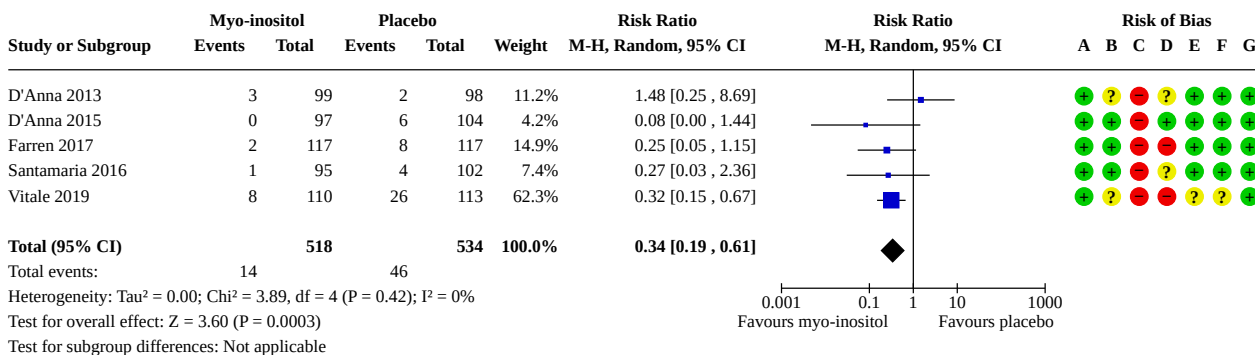 Myo-inositol Placebo Risk Ratio Risk Ratio Risk of Bias
Study or Subgroup Events Total Events Total Weight M-H, Random, 95% CI M-H, Random, 95% CI A B C D E F G
D'Anna 2013 3 99 2 98 11.2% 1.48 [0.25 , 8.69] + ? − ? + + +
D'Anna 2015 0 97 6 104 4.2% 0.08 [0.00 , 1.44] + + − + + + +
Farren 2017 2 117 8 117 14.9% 0.25 [0.05 , 1.15] + + − − + + +
Santamaria 2016 1 95 4 102 7.4% 0.27 [0.03 , 2.36] + + − ? + + +
Vitale 2019 8 110 26 113 62.3% 0.32 [0.15 , 0.67] + ? − − ? ? +
Total (95% CI) 518 534 100.0% 0.34 [0.19 , 0.61]
Total events: 14 46
Heterogeneity: Tau² = 0.00; Chi² = 3.89, df = 4 (P = 0.42); I² = 0%
0.001 0.1 1 10 1000
Test for overall effect: Z = 3.60 (P = 0.0003) Favours myo-inositol Favours placebo
Test for subgroup differences: Not applicable